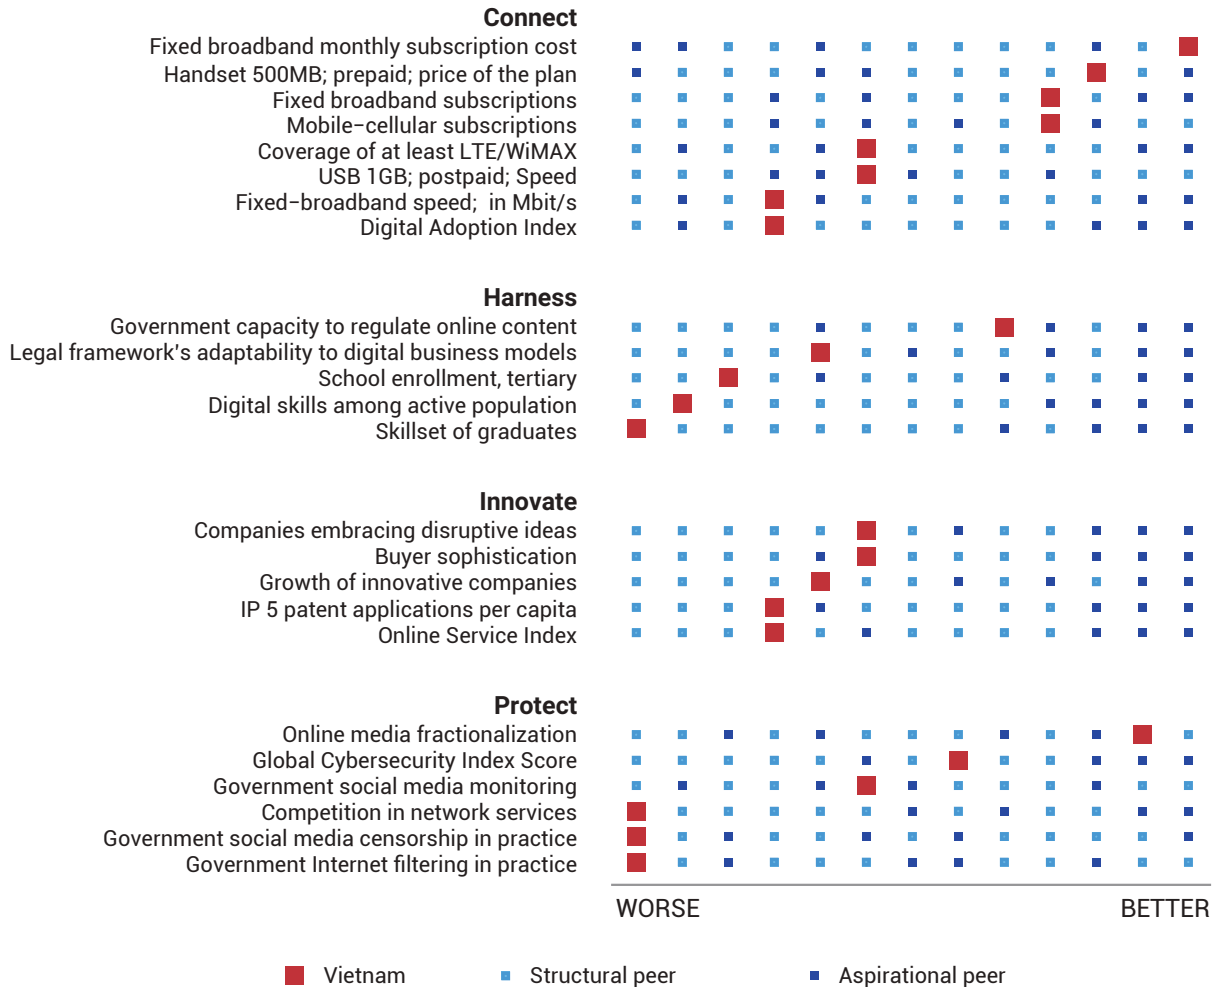 Connect
Fixed broadband monthly subscription cost
Handset 500MB; prepaid; price of the plan
Fixed broadband subscriptions
Mobile-cellular subscriptions
Coverage of at least LTE/WiMAX
USB 1GB; postpaid; Speed
Fixed-broadband speed; in Mbit/s
Digital Adoption Index
Harness
Government capacity to regulate online content
Legal framework's adaptability to digital business models
School enrollment, tertiary
Digital skills among active population
Skillset of graduates
Innovate
Companies embracing disruptive ideas
Buyer sophistication
Growth of innovative companies
IP 5 patent applications per capita
Online Service Index
Protect
Online media fractionalization
Global Cybersecurity Index Score
Government social media monitoring
Competition in network services
Government social media censorship in practice
Government Internet filtering in practice
WORSE BETTER
Vietnam Structural peer Aspirational peer